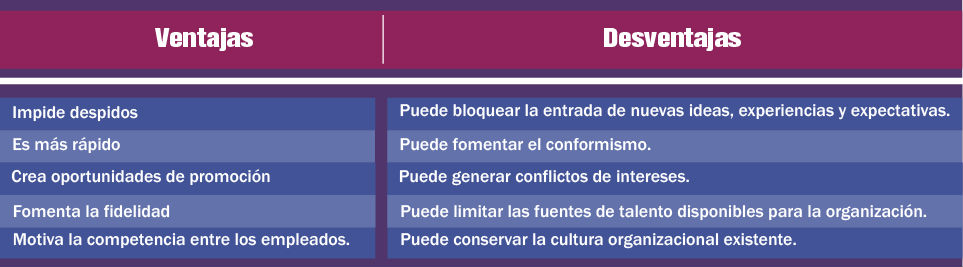 Ventajas Desventajas
Impide despidos Puede bloquear la entrada de nuevas ideas, experiencias y expectativas.
Es más rápido Puede fomentar el conformismo.
Crea oportunidades de promoción Puede generar conflictos de intereses.
Fomenta la fidelidad Puede limitar las fuentes de talento disponibles para la organización.
Motiva la competencia entre los empleados. Puede conservar la cultura organizacional existente.